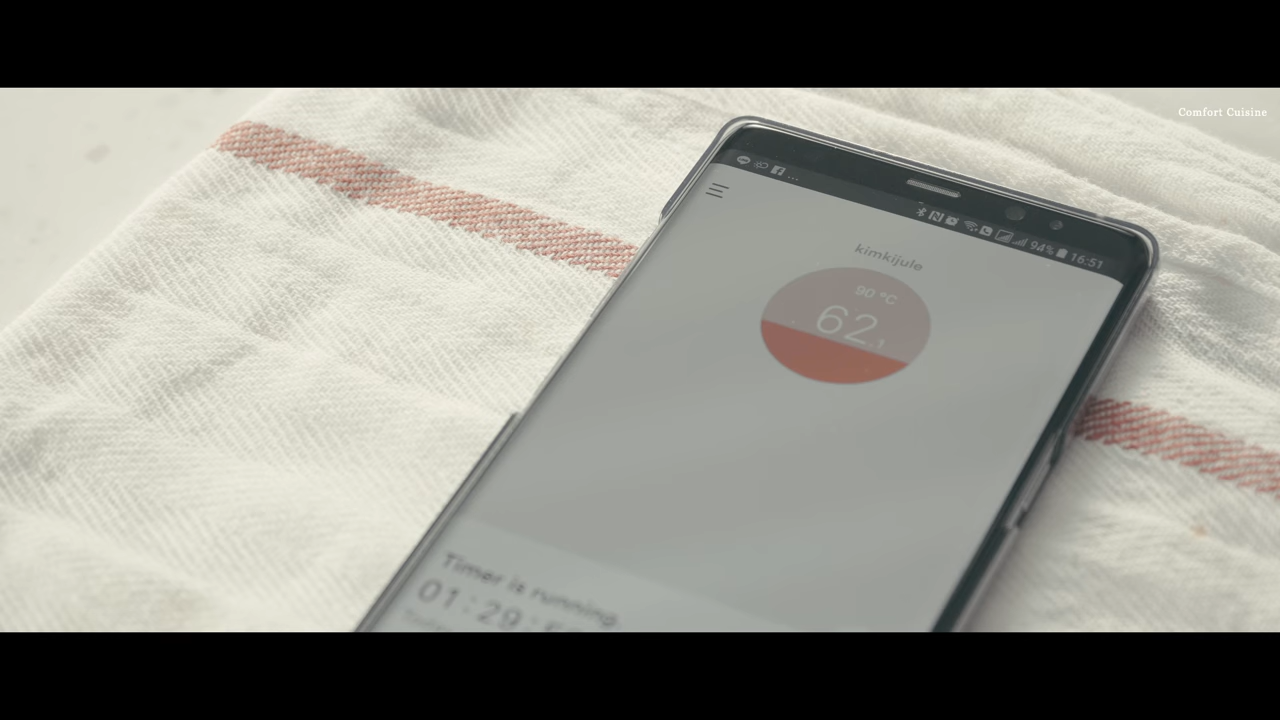 Comfort Cuisine
94% 16:51
kimkijule
90 °C
62.1
Timer is running.
01:29: